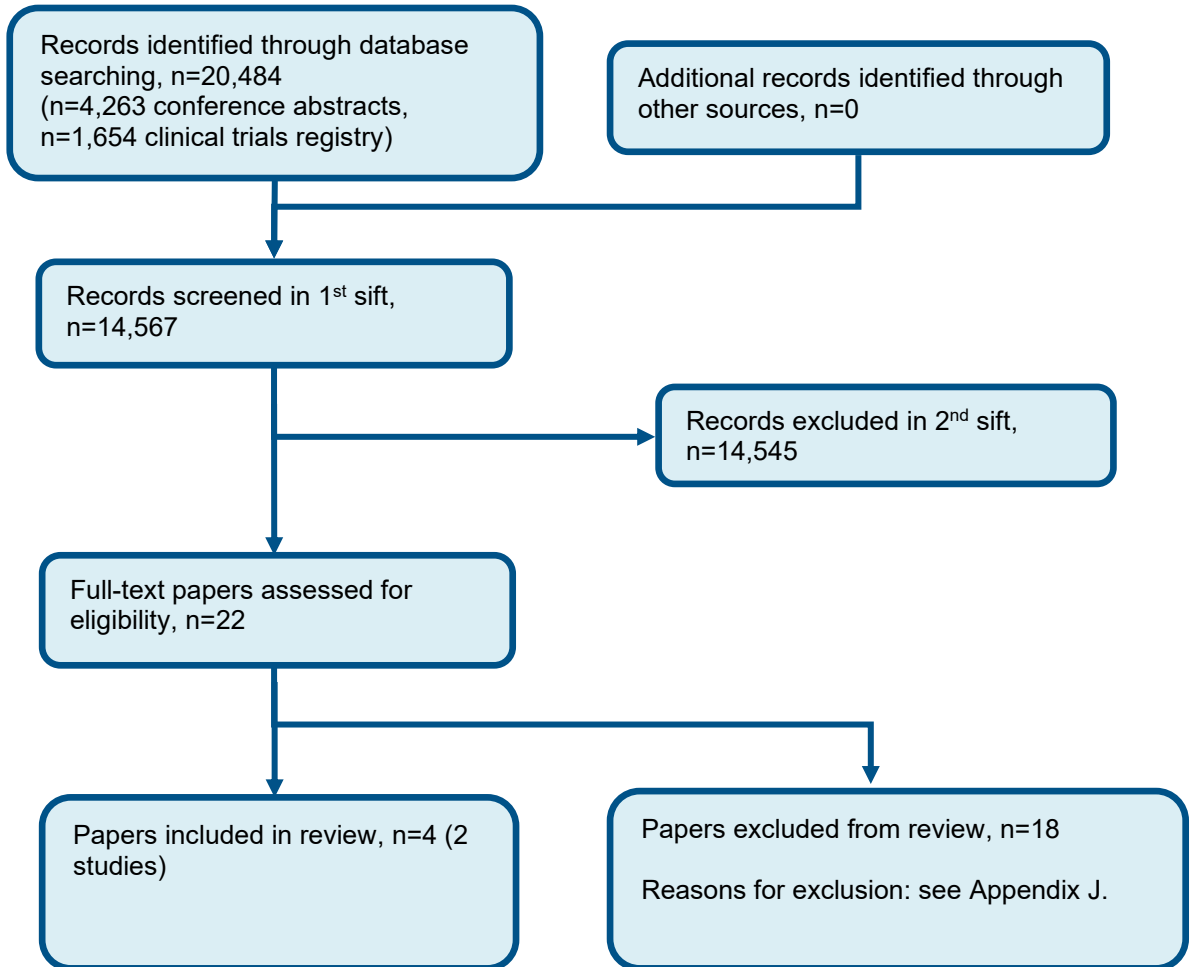 Records identified through database
searching, n=20,484
(n=4,263 conference abstracts,
n=1,654 clinical trials registry)
Additional records identified through
other sources, n=0
Records screened in 1st sift,
n=14,567
Records excluded in 2nd sift,
n=14,545
Full-text papers assessed for
eligibility, n=22
Papers included in review, n=4 (2
studies)
Papers excluded from review, n=18
Reasons for exclusion: see Appendix J.